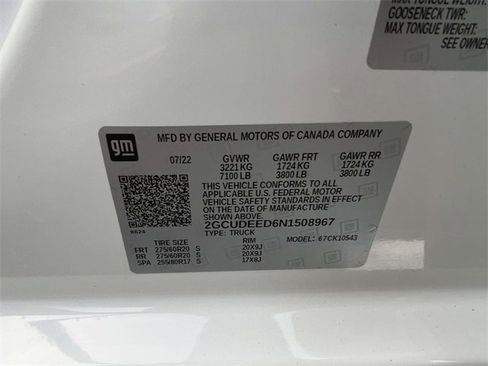 MAX TONGUE WEIGHT:
GOOSENECK TWR:
MAX TONGUE WEIGHT:
SEE OWNER
gm
MFD BY GENERAL MOTORS OF CANADA COMPANY
07/22 GVWR GAWR FRT GAWR RR
3221 KG 1724 KG 1724 KG
7100 LB 3800 LB 3800 LB
THIS VEHICLE CONFORMS TO ALL APPLICABLE
U.S. FEDERAL MOTOR VEHICLE
SAFETY STANDARDS IN EFFECT
ON THE DATE OF MANUFACTURE
2GCUDEED6N1508967
TYPE: TRUCK MODEL: 67CK10543
TIRE SIZE RIM
FRT 275/60R20 S 20X9J
RR 275/60R20 S 20X9J
SPA 255/80R17 S 17X8J